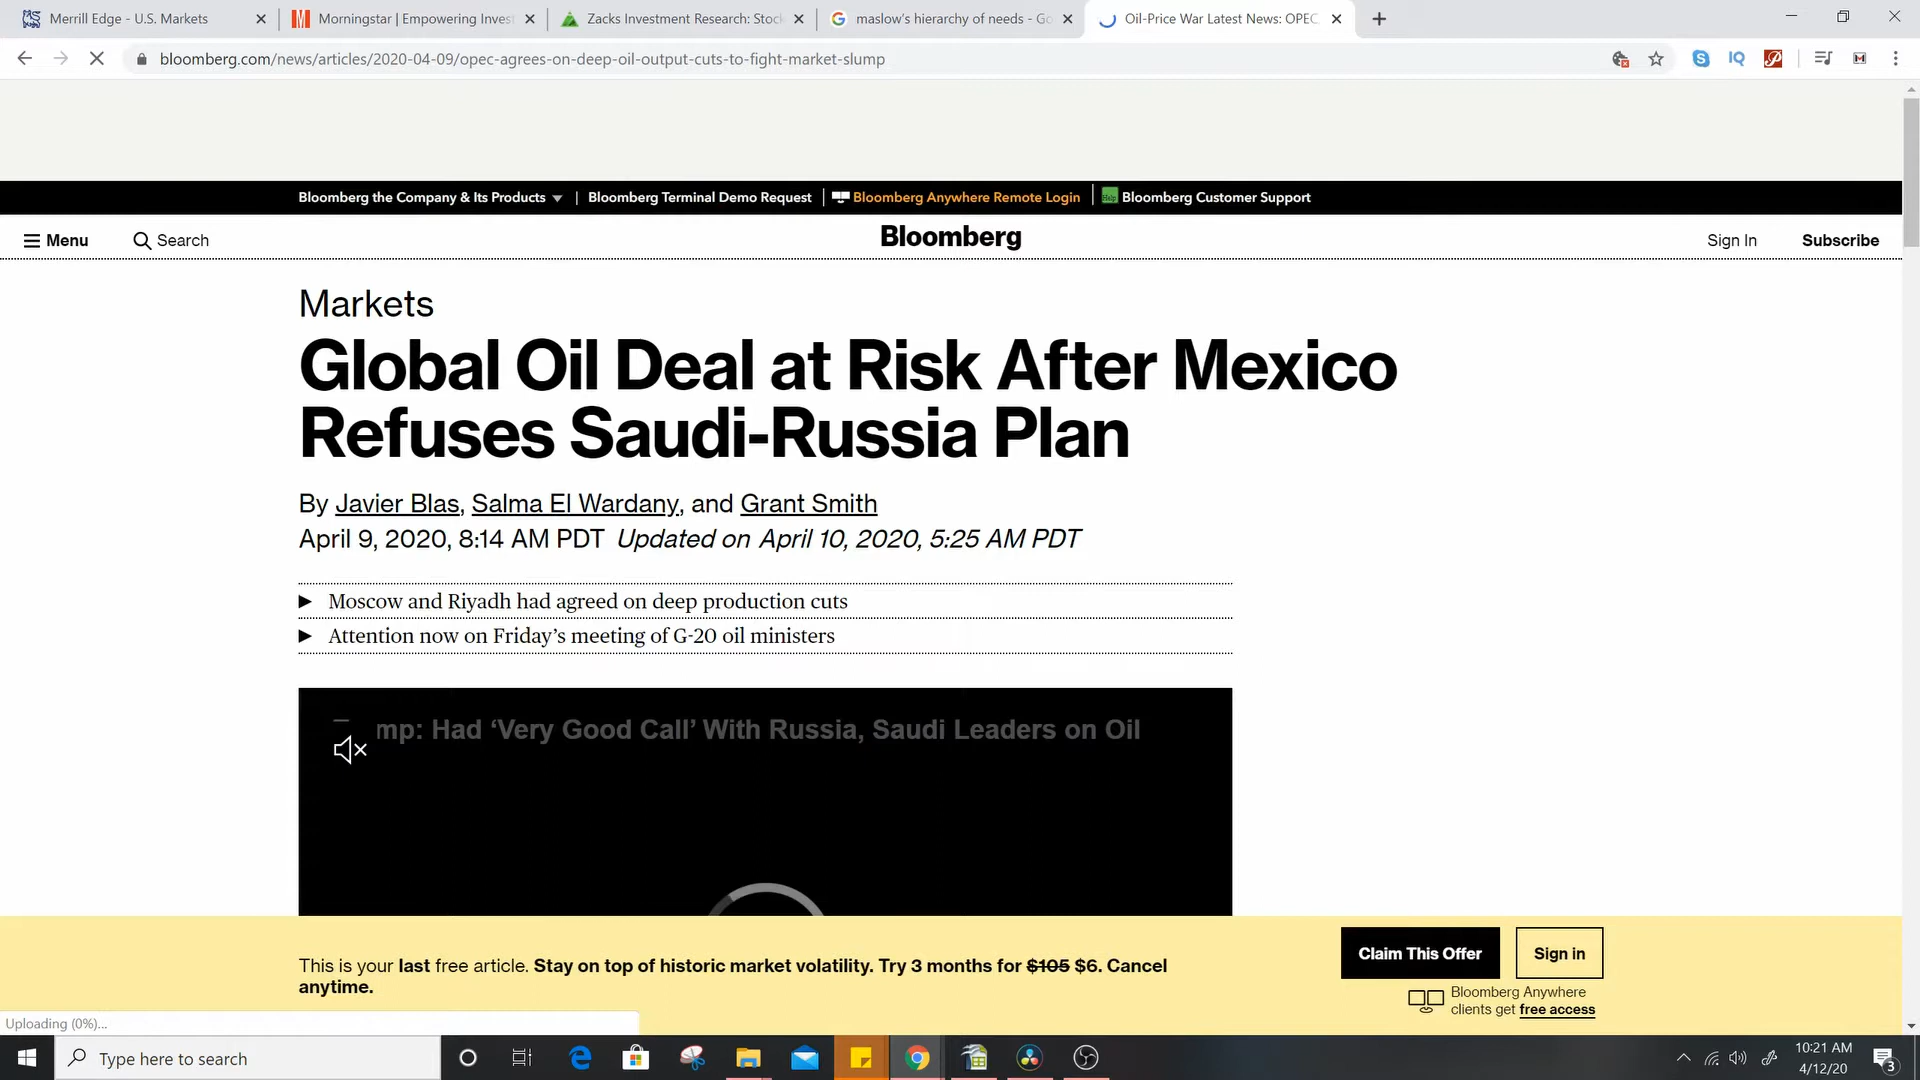 Merrill Edge - U.S. Markets
Morningstar | Empowering Invest
Zacks Investment Research: Stoc
maslow's hierarchy of needs - Go
Oil-Price War Latest News: OPEC
bloomberg.com/news/articles/2020-04-09/opec-agrees-on-deep-oil-output-cuts-to-fight-market-slump
Bloomberg the Company & Its Products
Bloomberg Terminal Demo Request
Bloomberg Anywhere Remote Login
Bloomberg Customer Support
Menu
Search
Bloomberg
Sign In
Subscribe
Markets
Global Oil Deal at Risk After Mexico
Refuses Saudi-Russia Plan
By Javier Blas, Salma El Wardany, and Grant Smith
April 9, 2020, 8:14 AM PDT Updated on April 10, 2020, 5:25 AM PDT
Moscow and Riyadh had agreed on deep production cuts
Attention now on Friday's meeting of G-20 oil ministers
mp: Had 'Very Good Call' With Russia, Saudi Leaders on Oil
This is your last free article. Stay on top of historic market volatility. Try 3 months for $105 $6. Cancel
anytime.
Claim This Offer
Sign in
Bloomberg Anywhere
clients get free access
Uploading (0%)...
Type here to search
10:21 AM
4/12/20
3